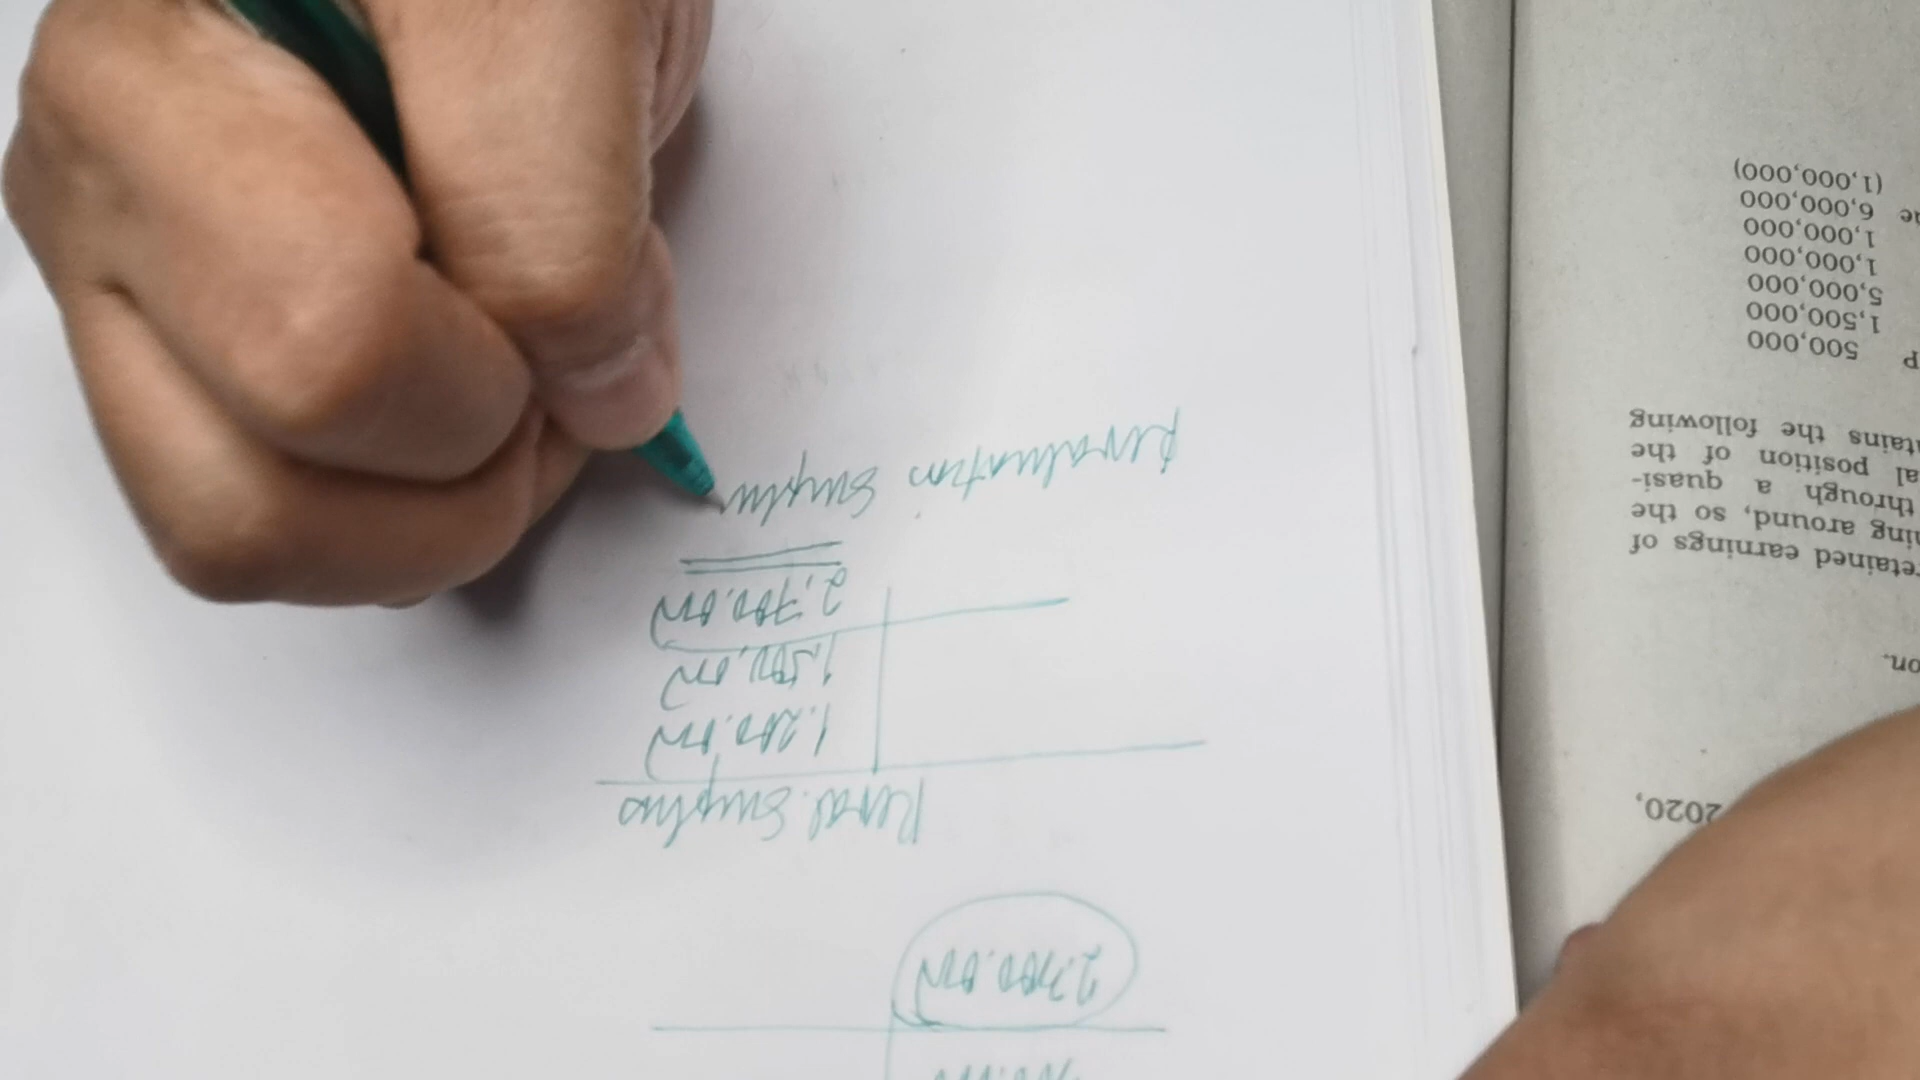 2020,
on.
retained earnings of
ing around, so the
through a quasi-
al position of the
tains the following
P 500,000
1,500,000
5,000,000
1,000,000
1,000,000
6,000,000
(1,000,000)
2,700.000
Reval. Surplus
1.200.000
1,500,000
2,700.000
Revaluation Surplu